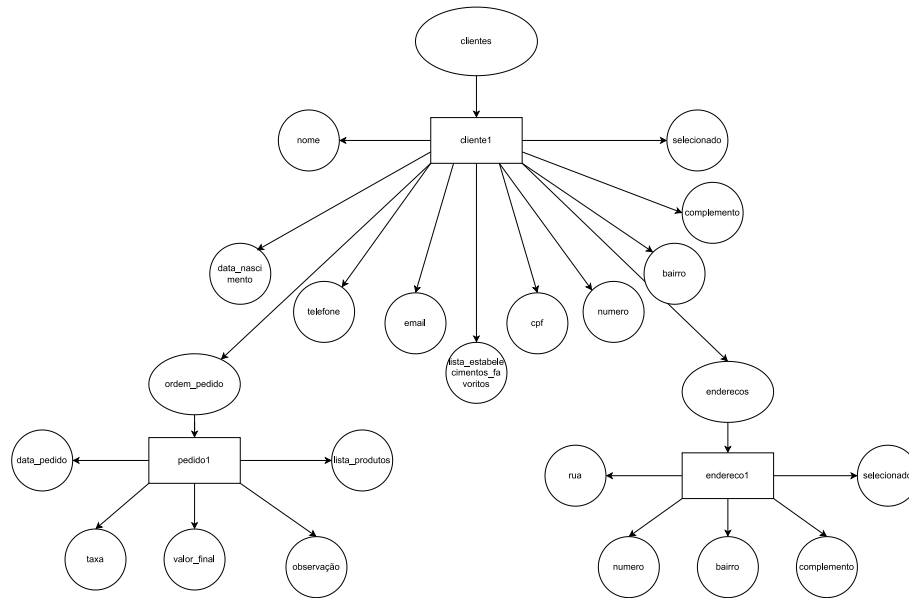 clientes
nome
cliente1
selecionado
complemento
data_nasci
mento
bairro
telefone
email
cpf
numero
lista_estabele
cimentos_fa
voritos
ordem_pedido
enderecos
data_pedido
pedido1
lista_produtos
rua
endereco1
selecionado
taxa
valor_final
observação
numero
bairro
complemento